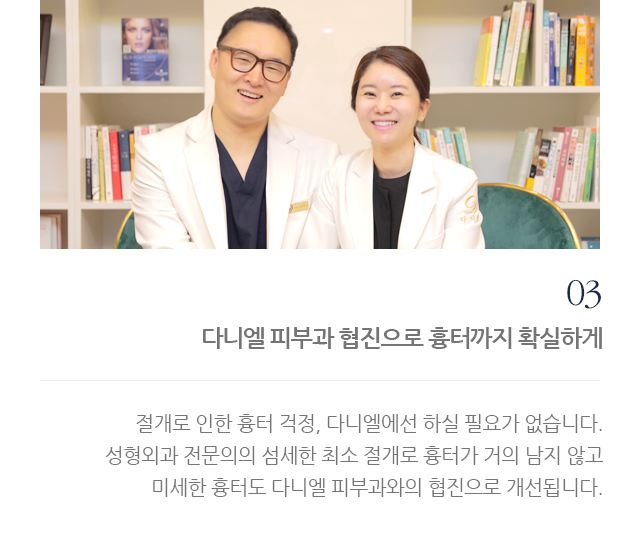 03
다니엘 피부과 협진으로 흉터까지 확실하게
절개로 인한 흉터 걱정, 다니엘에선 하실 필요가 없습니다.
성형외과 전문의의 섬세한 최소 절개로 흉터가 거의 남지 않고
미세한 흉터도 다니엘 피부과와의 협진으로 개선됩니다.